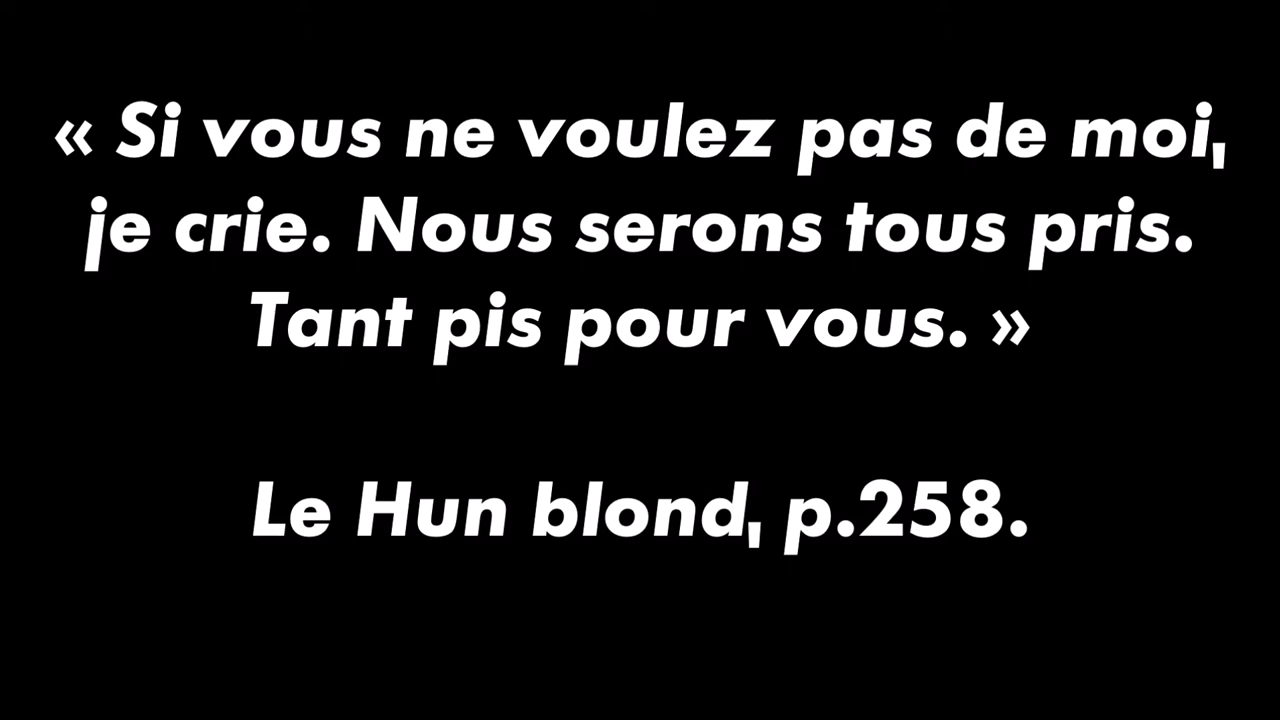 « Si vous ne voulez pas de moi,
je crie. Nous serons tous pris.
Tant pis pour vous. »
Le Hun blond, p.258.